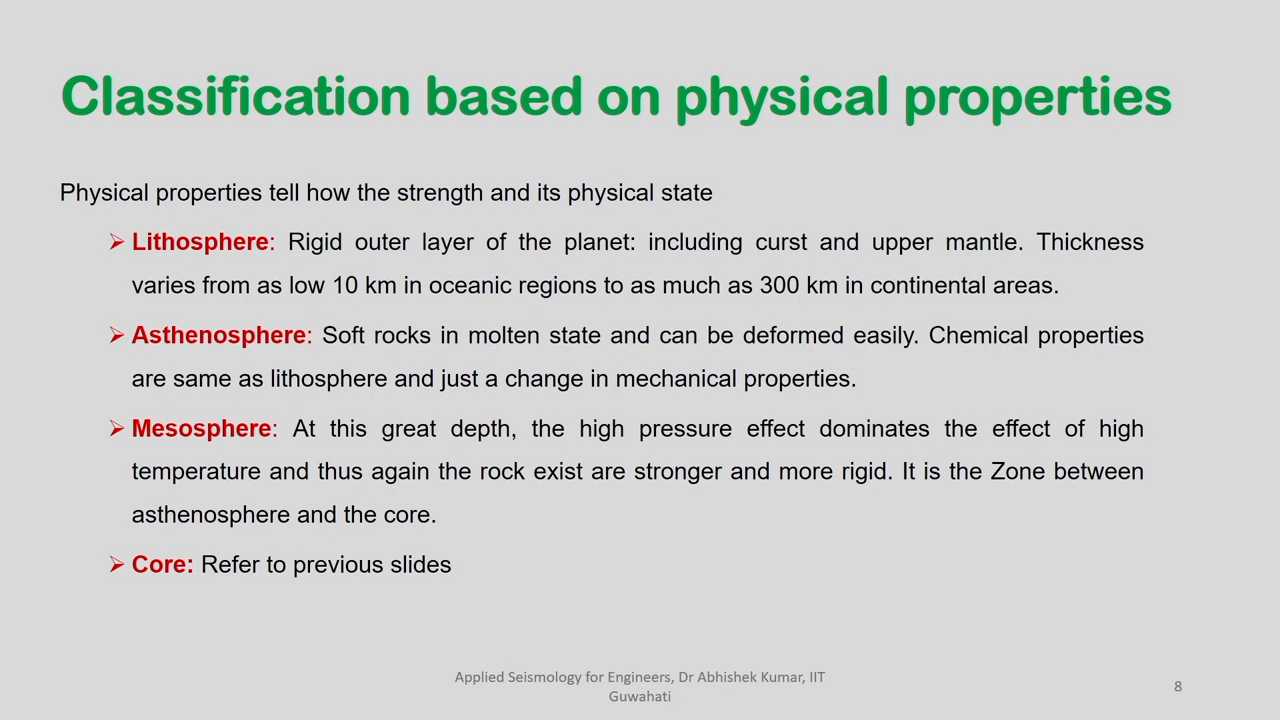 Classification based on physical properties
Physical properties tell how the strength and its physical state
➢ Lithosphere: Rigid outer layer of the planet: including curst and upper mantle. Thickness
varies from as low 10 km in oceanic regions to as much as 300 km in continental areas.
➢ Asthenosphere: Soft rocks in molten state and can be deformed easily. Chemical properties
are same as lithosphere and just a change in mechanical properties.
➢ Mesosphere: At this great depth, the high pressure effect dominates the effect of high
temperature and thus again the rock exist are stronger and more rigid. It is the Zone between
asthenosphere and the core.
➢ Core: Refer to previous slides
Applied Seismology for Engineers, Dr Abhishek Kumar, IIT
Guwahati
8